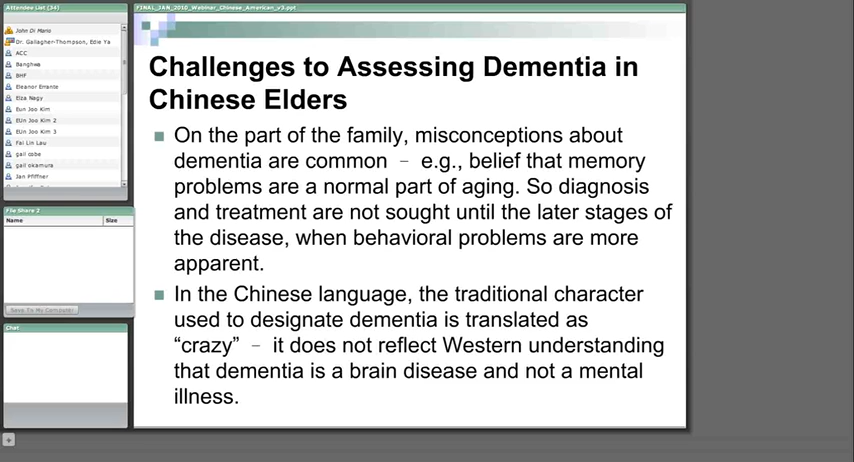 Attendee List (34)
John Di Mario
Dr. Gallagher-Thompson, Edie Ya
ACC
Banghwa
BHF
Eleanor Errante
Elza Nagy
Eun Joo Kim
EUn Joo Kim 2
EUn Joo Kim 3
Fai Lin Lau
gail cobe
gail okamura
Jan Pfiffner
File Share 2
Name Size
Save To My Computer
Chat
FINAL_JAN_2010_Webinar_Chinese_American_v3.ppt
Challenges to Assessing Dementia in
Chinese Elders
On the part of the family, misconceptions about
dementia are common – e.g., belief that memory
problems are a normal part of aging. So diagnosis
and treatment are not sought until the later stages of
the disease, when behavioral problems are more
apparent.
In the Chinese language, the traditional character
used to designate dementia is translated as
“crazy” – it does not reflect Western understanding
that dementia is a brain disease and not a mental
illness.